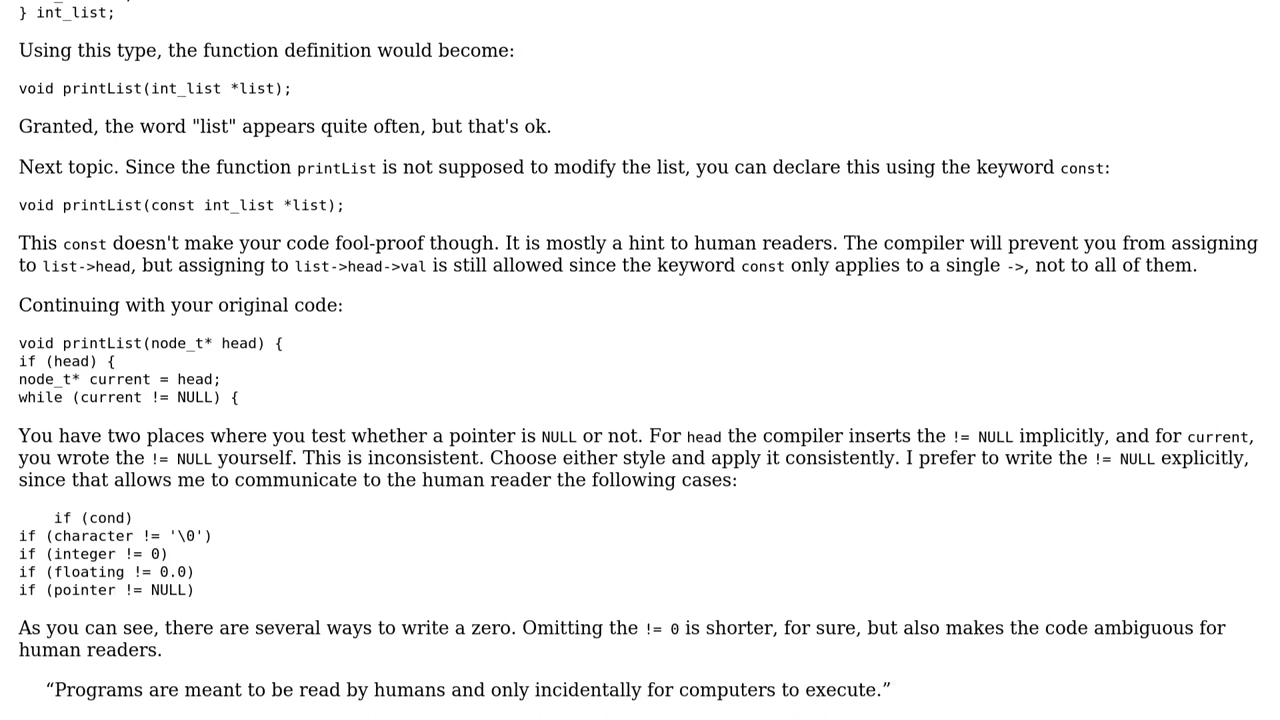 } int_list;
Using this type, the function definition would become:
void printList(int_list *list);
Granted, the word "list" appears quite often, but that's ok.
Next topic. Since the function printList is not supposed to modify the list, you can declare this using the keyword const:
void printList(const int_list *list);
This const doesn't make your code fool-proof though. It is mostly a hint to human readers. The compiler will prevent you from assigning
to list->head, but assigning to list->head->val is still allowed since the keyword const only applies to a single ->, not to all of them.
Continuing with your original code:
void printList(node_t* head) {
if (head) {
node_t* current = head;
while (current != NULL) {
You have two places where you test whether a pointer is NULL or not. For head the compiler inserts the != NULL implicitly, and for current,
you wrote the != NULL yourself. This is inconsistent. Choose either style and apply it consistently. I prefer to write the != NULL explicitly,
since that allows me to communicate to the human reader the following cases:
if (cond)
if (character != '\0')
if (integer != 0)
if (floating != 0.0)
if (pointer != NULL)
As you can see, there are several ways to write a zero. Omitting the != 0 is shorter, for sure, but also makes the code ambiguous for
human readers.
“Programs are meant to be read by humans and only incidentally for computers to execute.”